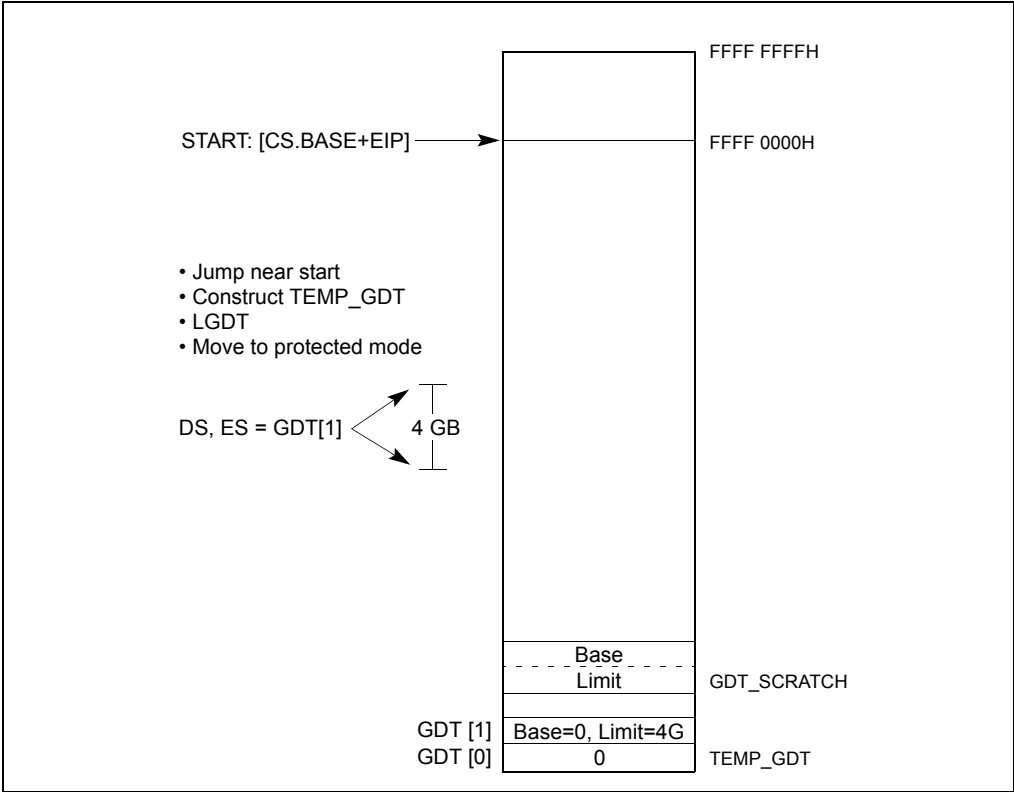 FFFF FFFFH
START: [CS.BASE+EIP]
FFFF 0000H
• Jump near start
• Construct TEMP_GDT
• LGDT
• Move to protected mode
DS, ES = GDT[1]
4 GB
Base
Limit
GDT_SCRATCH
GDT [1]
Base=0, Limit=4G
GDT [0]
0
TEMP_GDT